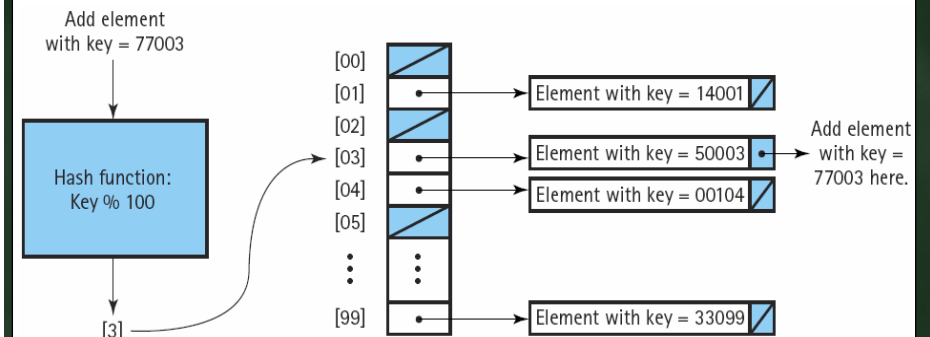 Add element
with key = 77003
Hash function:
Key % 100
[3]
[00]
[01]
[02]
[03]
[04]
[05]
[99]
Element with key = 14001
Element with key = 50003
Element with key = 00104
Element with key = 33099
Add element
with key =
77003 here.